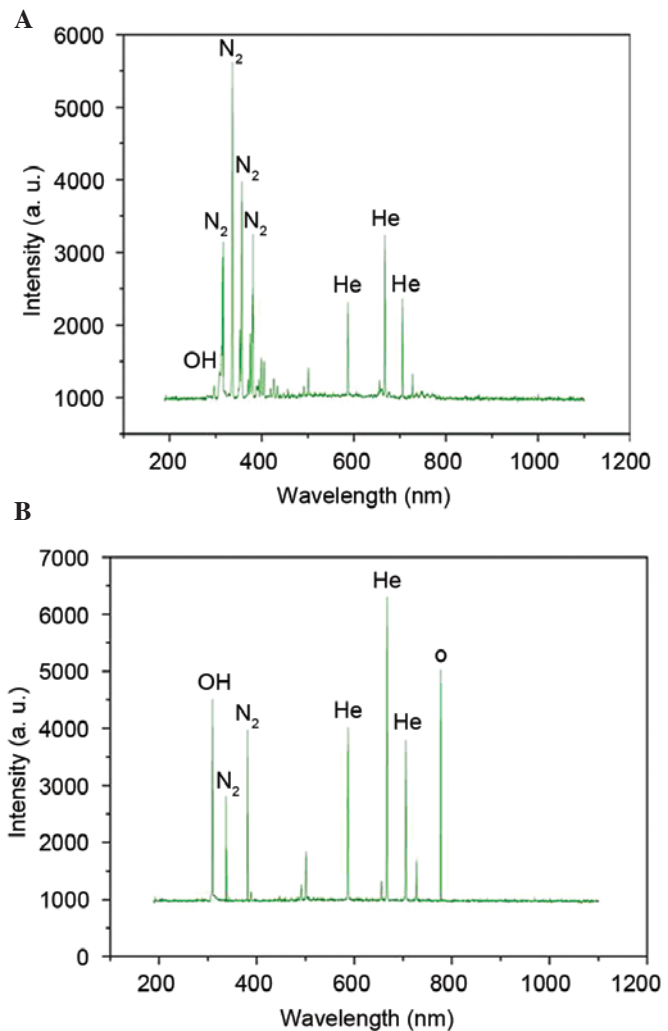 A
6000
5000
4000
3000
2000
1000
Intensity (a. u.)
N2
N2
N2
N2
OH
He
He
He
200 400 600 800 1000 1200
Wavelength (nm)
B
7000
6000
5000
4000
3000
2000
1000
0
Intensity (a. u.)
OH
N2
N2
He
He
He
O
200 400 600 800 1000 1200
Wavelength (nm)